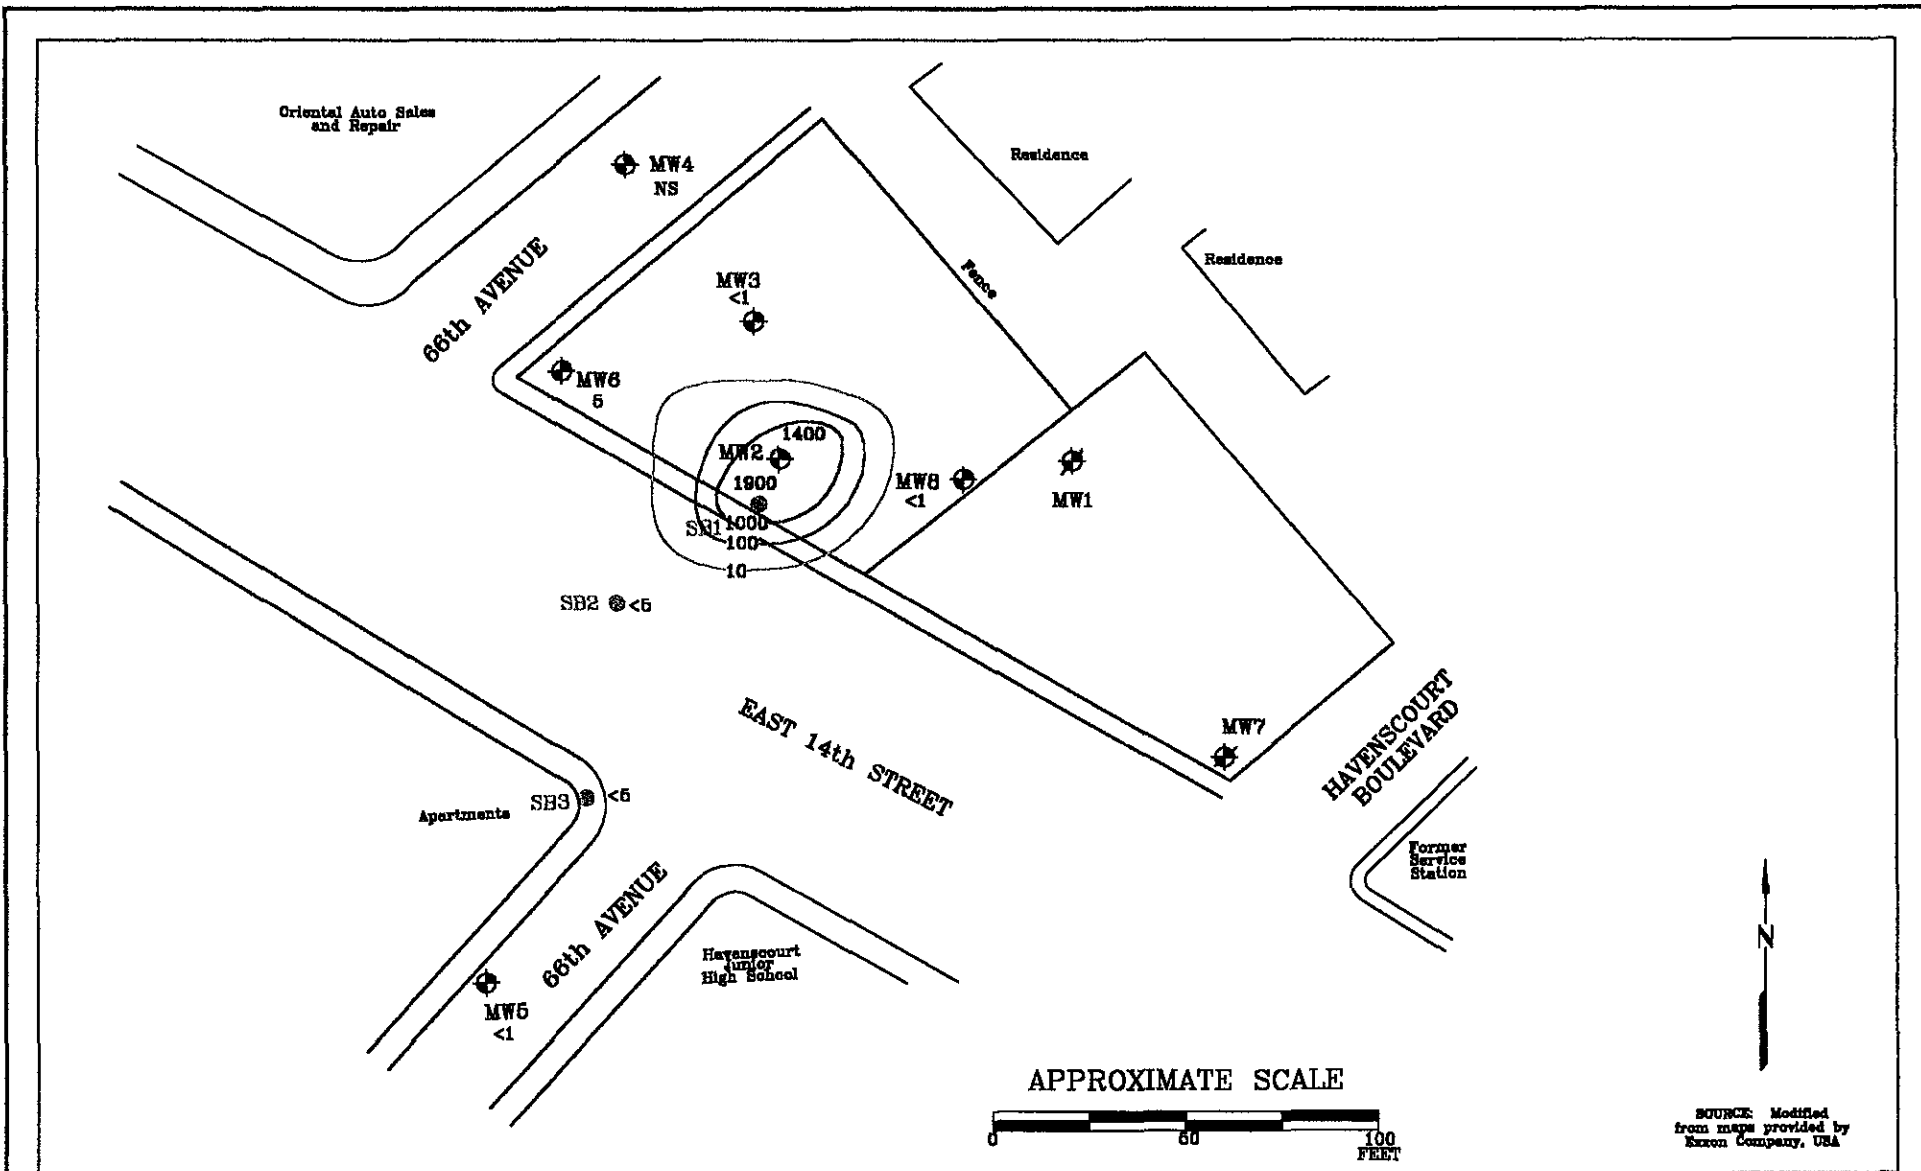 Oriental Auto Sales
and Repair
MW4
NS
Residence
Residence
66th AVENUE
MW3
<1
Fence
MW6
5
1400
MW2
1900
MW8
<1
MW1
SB1
1000
100
10
SB2
<5
EAST 14th STREET
MW7
HAVENSCOURT
BOULEVARD
SB3
<5
Apartments
Former
Service
Station
66th AVENUE
Havenscourt
Junior
High School
N
MW5
<1
APPROXIMATE SCALE
0
50
100
FEET
SOURCE: Modified
from maps provided by
Exxon Company, USA